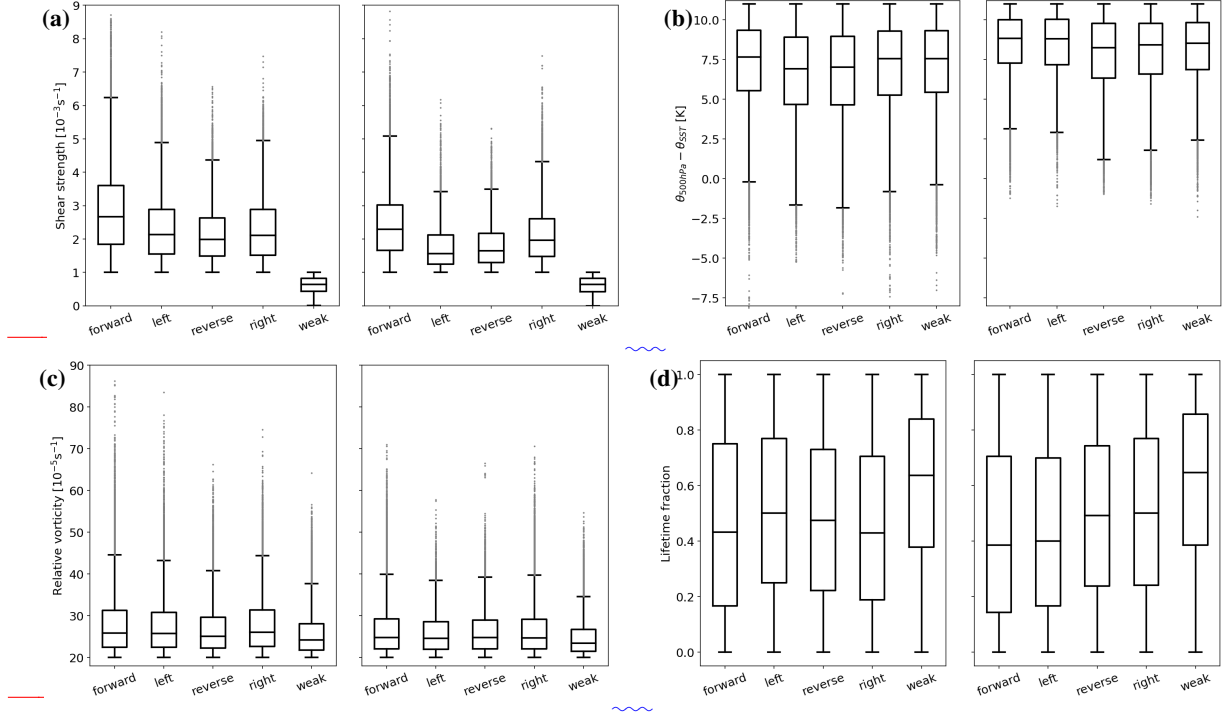 (a)
Shear strength [10⁻³s⁻¹]
9
8
7
6
5
4
3
2
1
0
forward left reverse right weak
forward left reverse right weak
(b)
θ500hPa − θSST [K]
10.0
7.5
5.0
2.5
0.0
−2.5
−5.0
−7.5
forward left reverse right weak
forward left reverse right weak
(c)
Relative vorticity [10⁻⁵s⁻¹]
90
80
70
60
50
40
30
20
forward left reverse right weak
forward left reverse right weak
(d)
Lifetime fraction
1.0
0.8
0.6
0.4
0.2
0.0
forward left reverse right weak
forward left reverse right weak